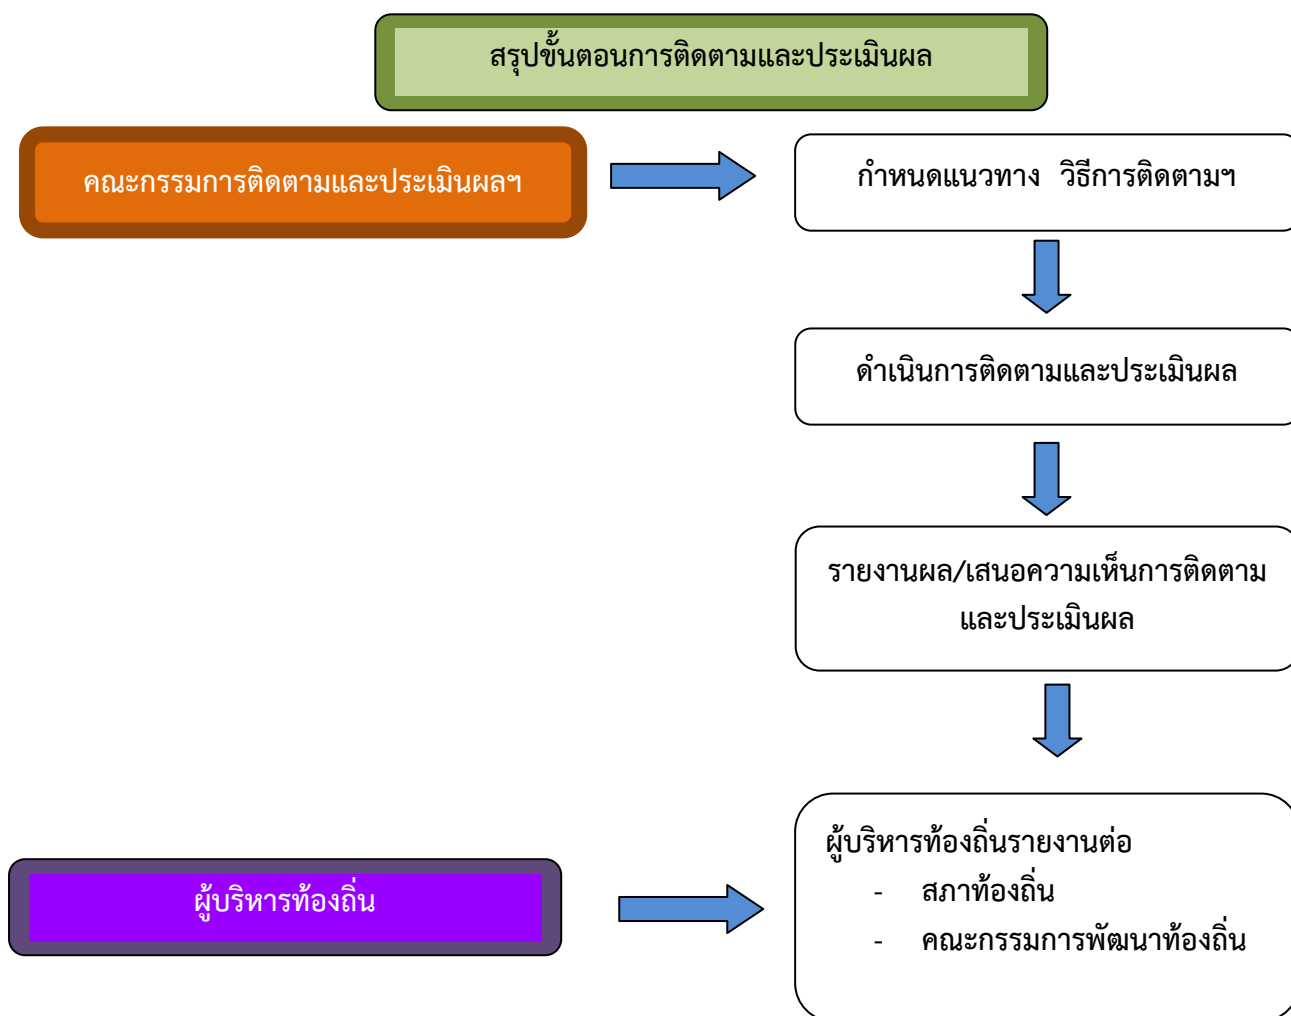 สรุปขั้นตอนการติดตามและประเมินผล
คณะกรรมการติดตามและประเมินผลฯ
กำหนดแนวทาง วิธีการติดตามฯ
ดำเนินการติดตามและประเมินผล
รายงานผล/เสนอความเห็นการติดตาม
และประเมินผล
ผู้บริหารท้องถิ่น
ผู้บริหารท้องถิ่นรายงานต่อ
- สภาท้องถิ่น
- คณะกรรมการพัฒนาท้องถิ่น